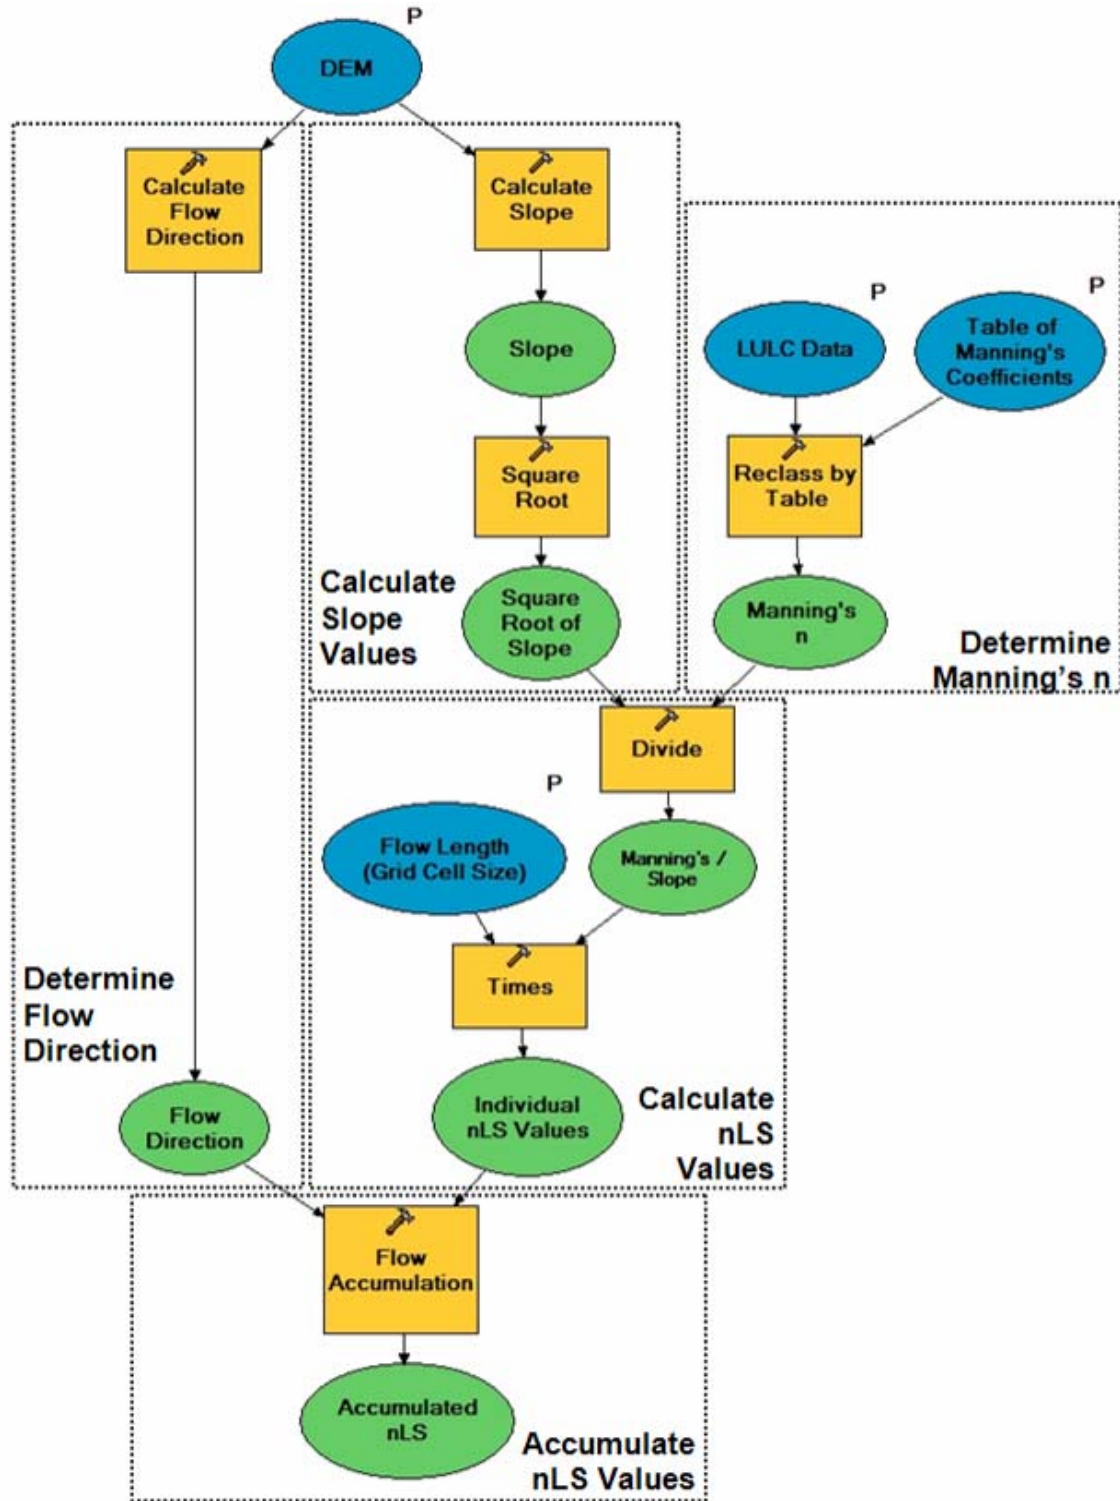 P
DEM
Calculate
Flow
Direction
Calculate
Slope
Slope
Square
Root
Square
Root of
Slope
Calculate
Slope
Values
P
LULC Data
P
Table of
Manning's
Coefficients
Reclass by
Table
Manning's
n
Determine
Manning's n
Divide
P
Flow Length
(Grid Cell Size)
Manning's /
Slope
Times
Individual
nLS Values
Calculate
nLS
Values
Determine
Flow
Direction
Flow
Direction
Flow
Accumulation
Accumulated
nLS
Accumulate
nLS Values